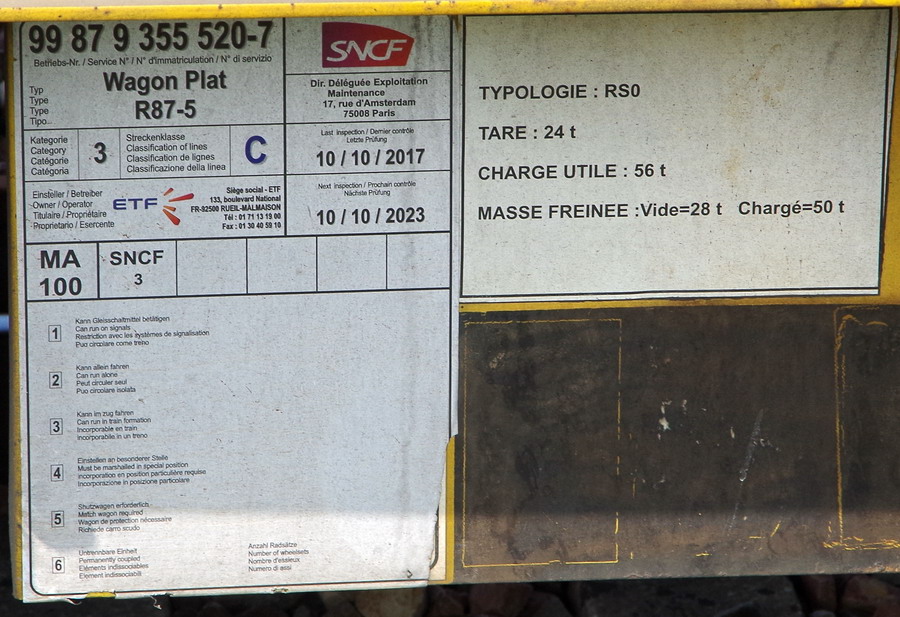 99 87 9 355 520-7
Betriebs-Nr. / Service N° / N° d'immatriculation / N° di servizio
Typ
Type
Type
Tipo..
Wagon Plat
R87-5
SNCF
Dir. Déléguée Exploitation
Maintenance
17, rue d'Amsterdam
75008 Paris
Kategorie
Category
Catégorie
Catégoria
3
Streckenklasse
Classification of lines
Classification de lignes
Classificazione della linea
C
Last inspection / Dernier contrôle
Letzte Prüfung
10 / 10 / 2017
Einsteller / Betreiber
Owner / Operator
Titulaire / Propriétaire
Proprietario / Esercente
ETF
Siège social - ETF
133, boulevard National
FR-92500 RUEIL-MALMAISON
Tél : 01 71 13 19 00
Fax : 01 30 40 59 10
Next inspection / Prochain contrôle
Nächste Prüfung
10 / 10 / 2023
MA
100
SNCF
3
1
Kann Gleisschaltmittel betätigen
Can run on signals
Restriction avec les systèmes de signalisation
Puo circolare come treno
2
Kann allein fahren
Can run alone
Peut circuler seul
Puo circolare isolata
3
Kann im zug fahren
Can run in train formation
Incorporable en train
Incorporabile in un treno
4
Einstellen an besonderer Stelle
Must be marshalled in special position
Incorporation en position particulière requise
Incorporazione in posizione particolare
5
Shutzwagen erforderlich
Match wagon required
Wagon de protection nécessaire
Richiede carro scudo
6
Untrennbare Einheit
Permanently coupled
Eléments indissociables
Element indissociabili
Anzahl Radsätze
Number of wheelsets
Nombre d'essieux
Numero di assi
TYPOLOGIE : RS0
TARE : 24 t
CHARGE UTILE : 56 t
MASSE FREINEE :Vide=28 t Chargé=50 t